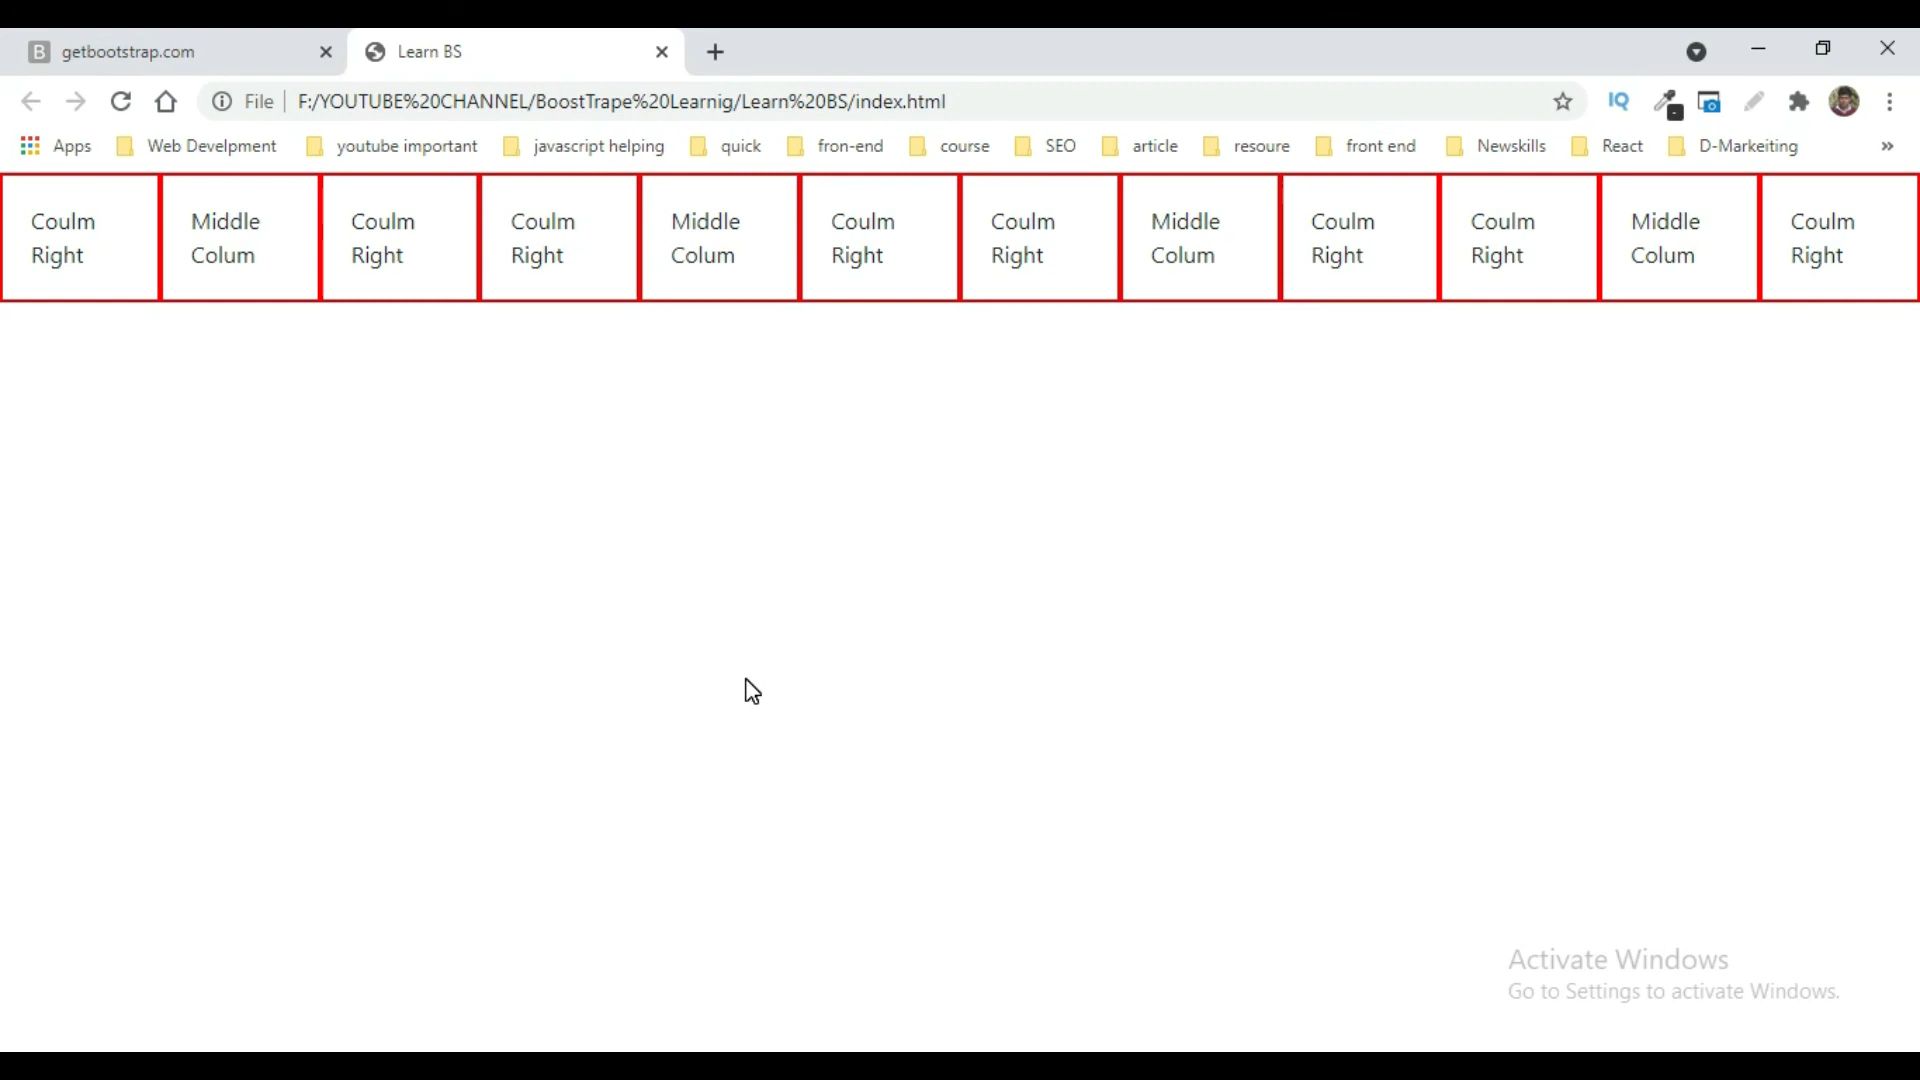 B getbootstrap.com Learn BS
File F:/YOUTUBE%20CHANNEL/BoostTrape%20Learnig/Learn%20BS/index.html IQ
Apps Web Develpment youtube important javascript helping quick fron-end course SEO article resoure front end Newskills React D-Markeiting »
Coulm Middle Coulm Coulm Middle Coulm Coulm Middle Coulm Coulm Middle Coulm
Right Colum Right Right Colum Right Right Colum Right Right Colum Right
Activate Windows
Go to Settings to activate Windows.